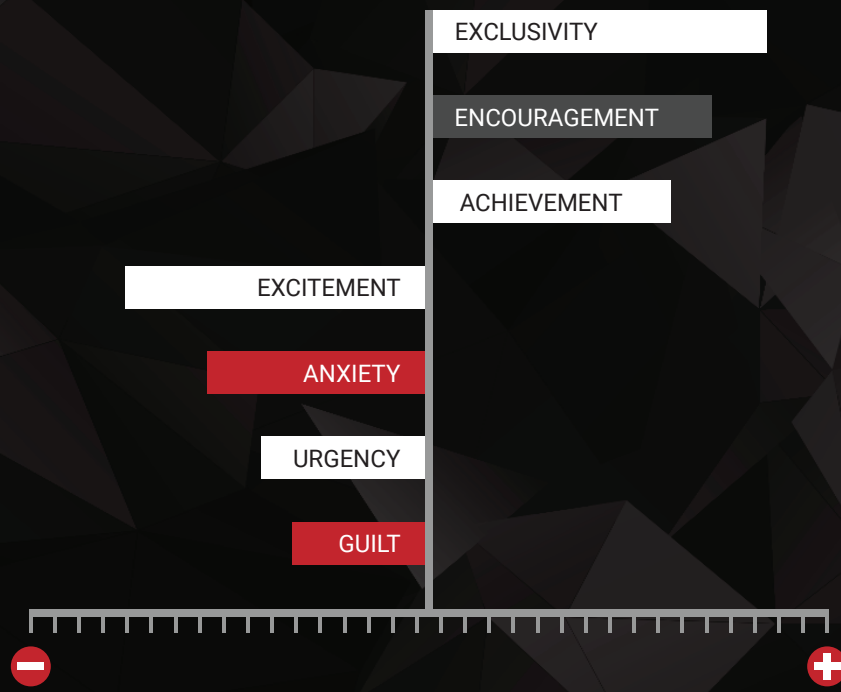 EXCLUSIVITY
ENCOURAGEMENT
ACHIEVEMENT
EXCITEMENT
ANXIETY
URGENCY
GUILT